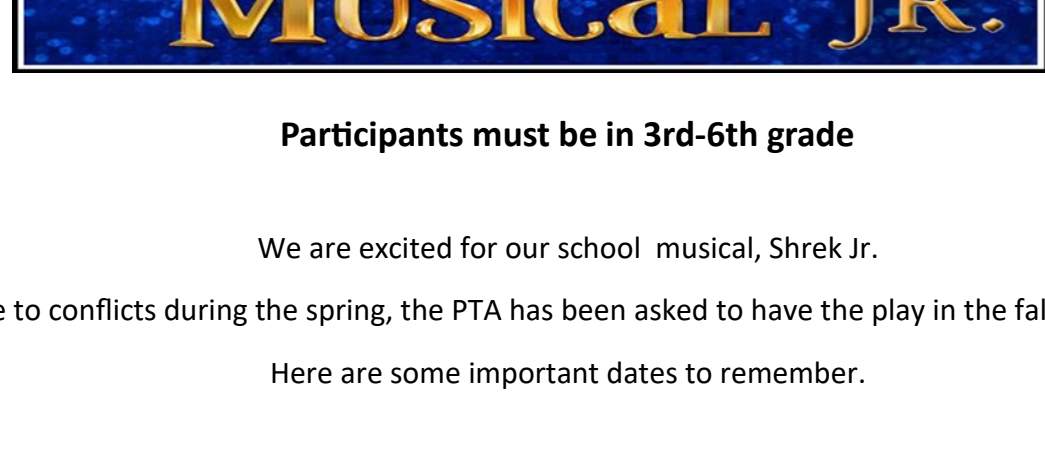 Musical Jr.
Participants must be in 3rd-6th grade
We are excited for our school  musical, Shrek Jr.
to conflicts during the spring, the PTA has been asked to have the play in the
Here are some important dates to remember.